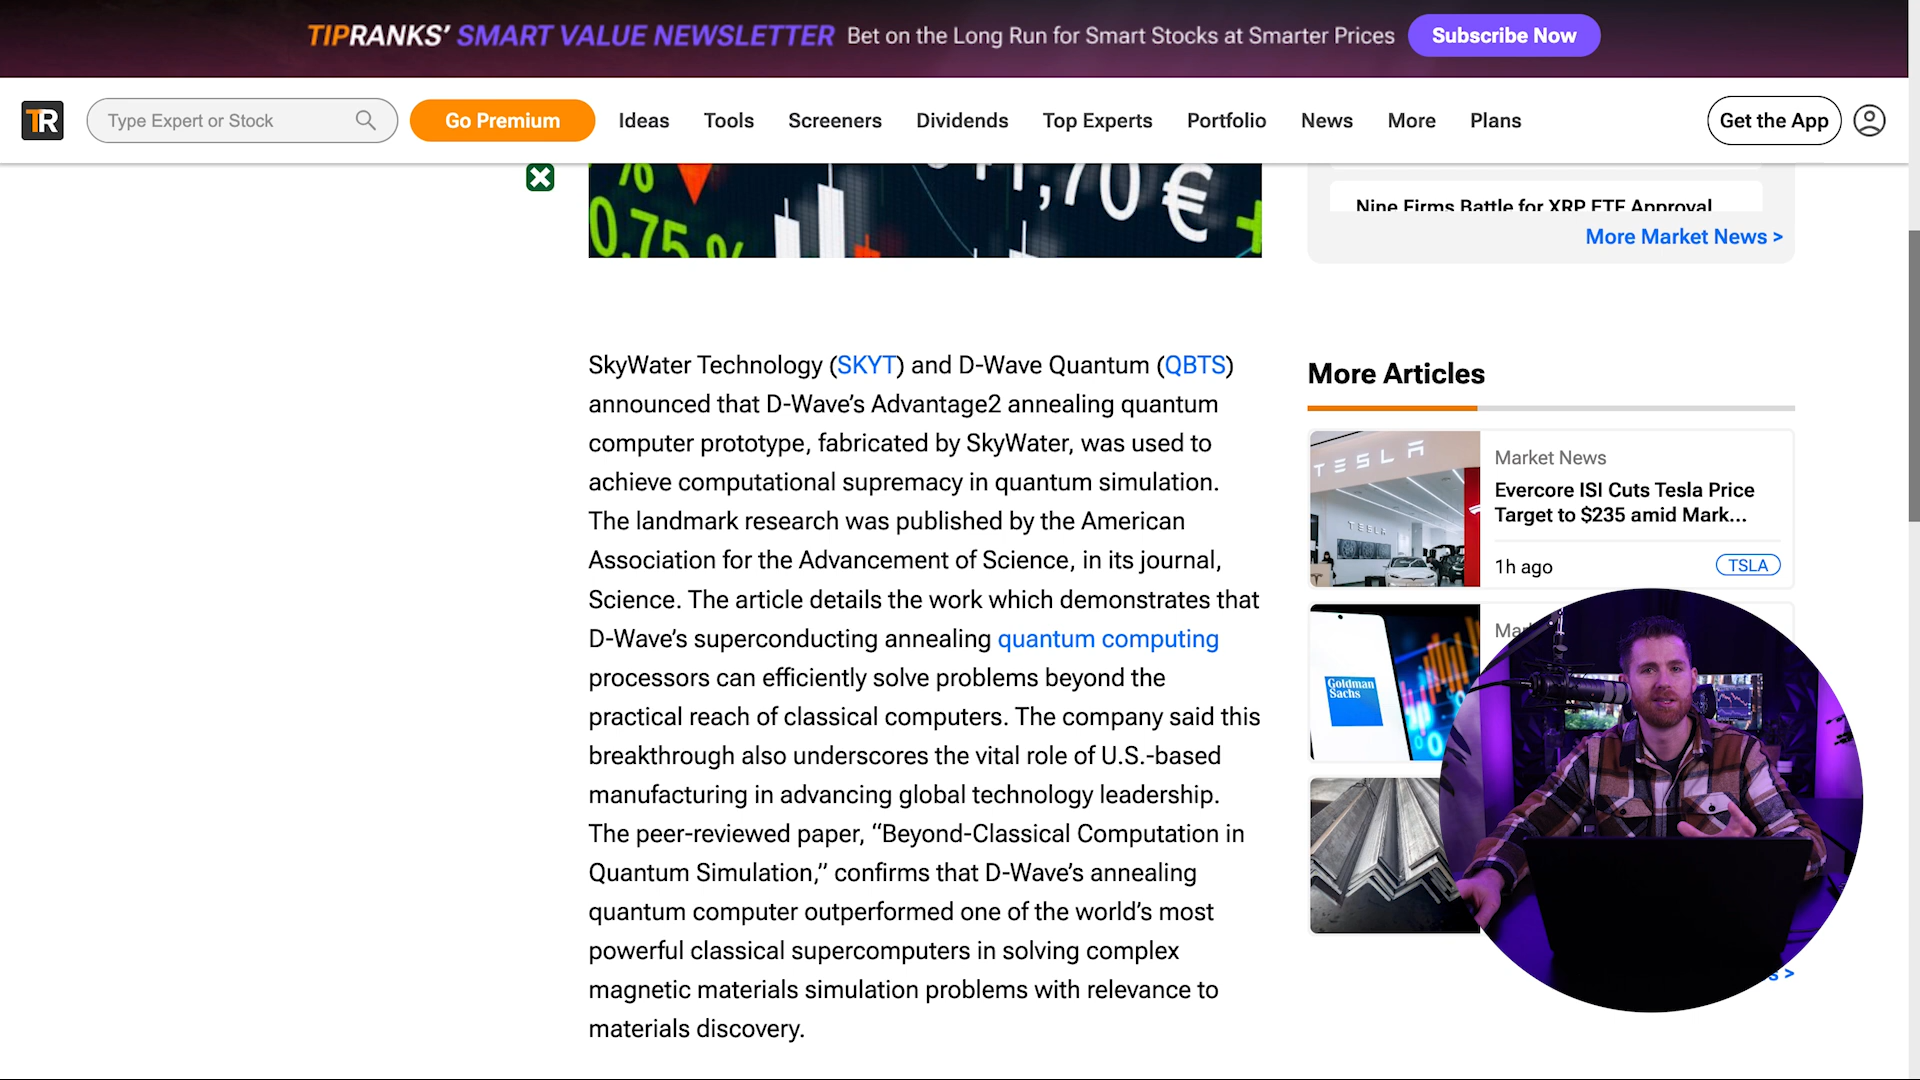 TIPRANKS’ SMART VALUE NEWSLETTER Bet on the Long Run for Smart Stocks at Smarter Prices Subscribe Now
TR Type Expert or Stock Go Premium Ideas Tools Screeners Dividends Top Experts Portfolio News More Plans Get the App
% 0.75 % ,70 €
Nine Firms Battle for XRP ETF Approval
More Market News >
SkyWater Technology (SKYT) and D-Wave Quantum (QBTS)
announced that D-Wave’s Advantage2 annealing quantum
computer prototype, fabricated by SkyWater, was used to
achieve computational supremacy in quantum simulation.
The landmark research was published by the American
Association for the Advancement of Science, in its journal,
Science. The article details the work which demonstrates that
D-Wave’s superconducting annealing quantum computing
processors can efficiently solve problems beyond the
practical reach of classical computers. The company said this
breakthrough also underscores the vital role of U.S.-based
manufacturing in advancing global technology leadership.
The peer-reviewed paper, “Beyond-Classical Computation in
Quantum Simulation,” confirms that D-Wave’s annealing
quantum computer outperformed one of the world’s most
powerful classical supercomputers in solving complex
magnetic materials simulation problems with relevance to
materials discovery.
More Articles
TESLA
TESLA
Market News
Evercore ISI Cuts Tesla Price
Target to $235 amid Mark...
1h ago TSLA
Goldman
Sachs